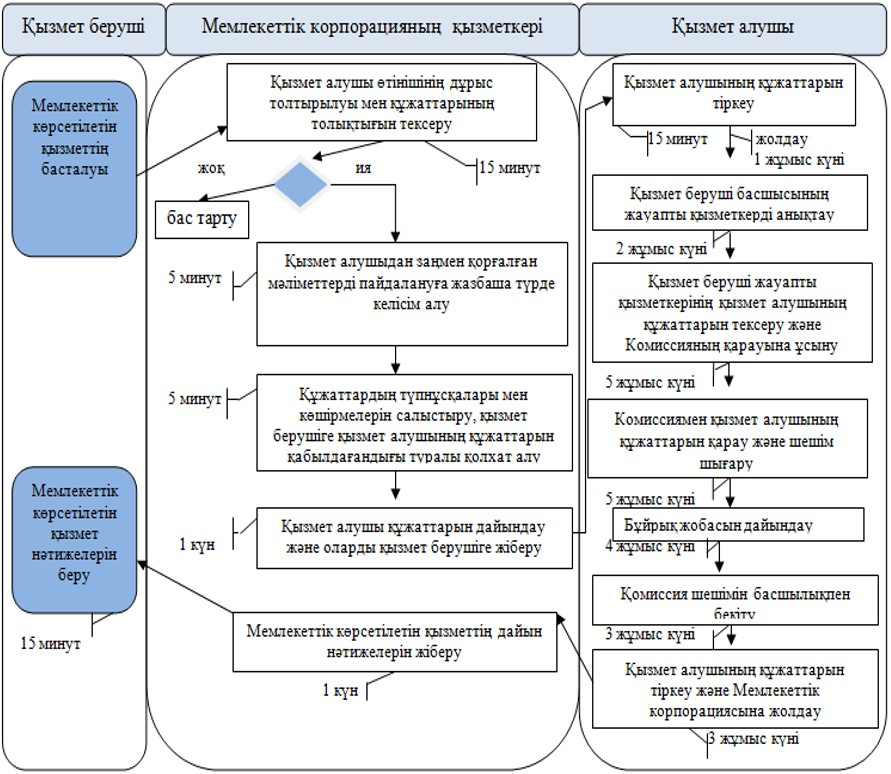 Қызмет беруші
Мемлекеттік корпорацияның қызметкері
Қызмет алушы
Мемлекеттік
көрсетілетін
қызметтің
басталуы
Қызмет алушы өтінішінің дұрыс
толтырылуы мен құжаттарының
толықтығын тексеру
15 минут
жоқ
ия
бас тарту
5 минут
Қызмет алушыдан заңмен қорғалған
мәліметтерді пайдалануға жазбаша түрде
келісім алу
5 минут
Құжаттардың түпнұсқалары мен
көшірмелерін салыстыру, қызмет
берушіге қызмет алушының құжаттарын
қабылдағандығы туралы қолхат алу
1 күн
Қызмет алушы құжаттарын дайындау
және оларды қызмет берушіге жіберу
Қызмет алушының құжаттарын
тіркеу
15 минут
жолдау
1 жұмыс күні
Қызмет беруші басшысының
жауапты қызметкерді анықтау
2 жұмыс күні
Қызмет беруші жауапты
қызметкерінің қызмет алушының
құжаттарын тексеру және
Комиссияның қарауына ұсыну
5 жұмыс күні
Комиссиямен қызмет алушының
құжаттарын қарау және шешім
шығару
5 жұмыс күні
Бұйрық жобасын дайындау
4 жұмыс күні
Қомиссия шешімін басшылықпен
бекіту
3 жұмыс күні
Қызмет алушының құжаттарын
тіркеу және Мемлекеттік
корпорациясына жолдау
3 жұмыс күні
Мемлекеттік көрсетілетін қызметтің дайын
нәтижелерін жіберу
1 күн
Мемлекеттік
көрсетілетін
қызмет
нәтижелерін
беру
15 минут